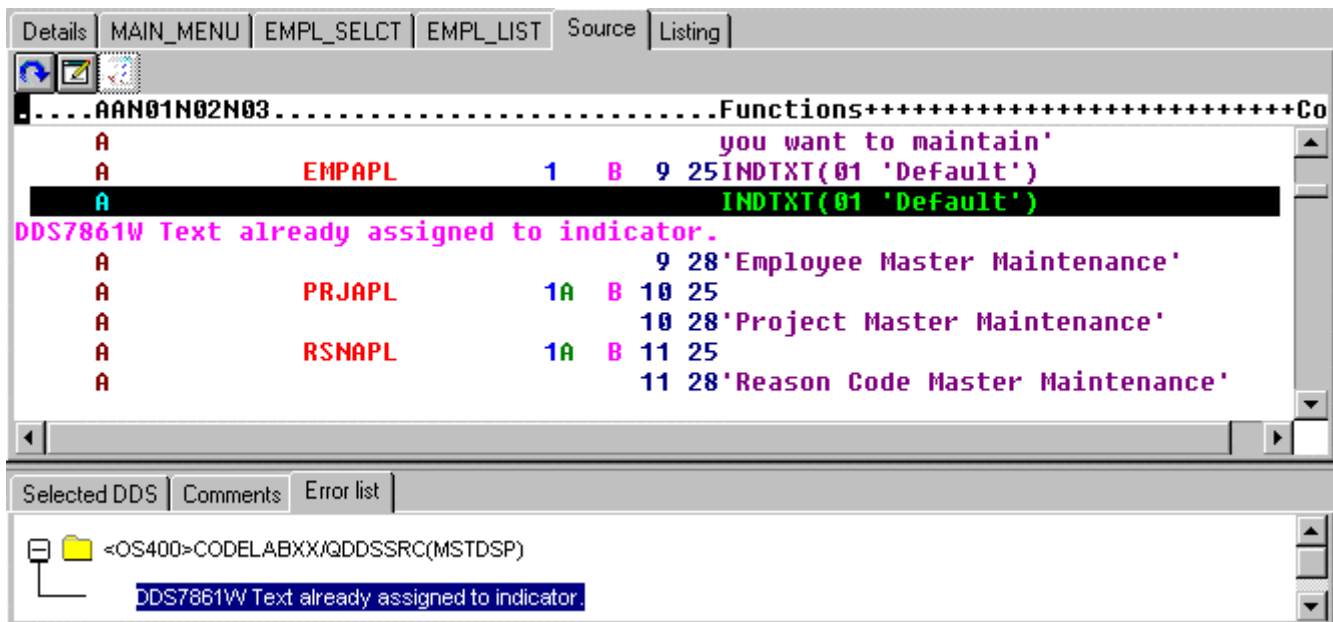 Details MAIN_MENU EMPL_SELCT EMPL_LIST Source Listing
.....AAN01N02N03............................Functions+++++++++++++++++++++++++++Co
A you want to maintain'
A EMPAPL 1 B 9 25INDTXT(01 'Default')
A INDTXT(01 'Default')
DDS7861W Text already assigned to indicator.
A 9 28'Employee Master Maintenance'
A PRJAPL 1A B 10 25
A 10 28'Project Master Maintenance'
A RSNAPL 1A B 11 25
A 11 28'Reason Code Master Maintenance'
Selected DDS Comments Error list
<OS400>CODELABXX/QDDSSRC(MSTDSP)
DDS7861W Text already assigned to indicator.